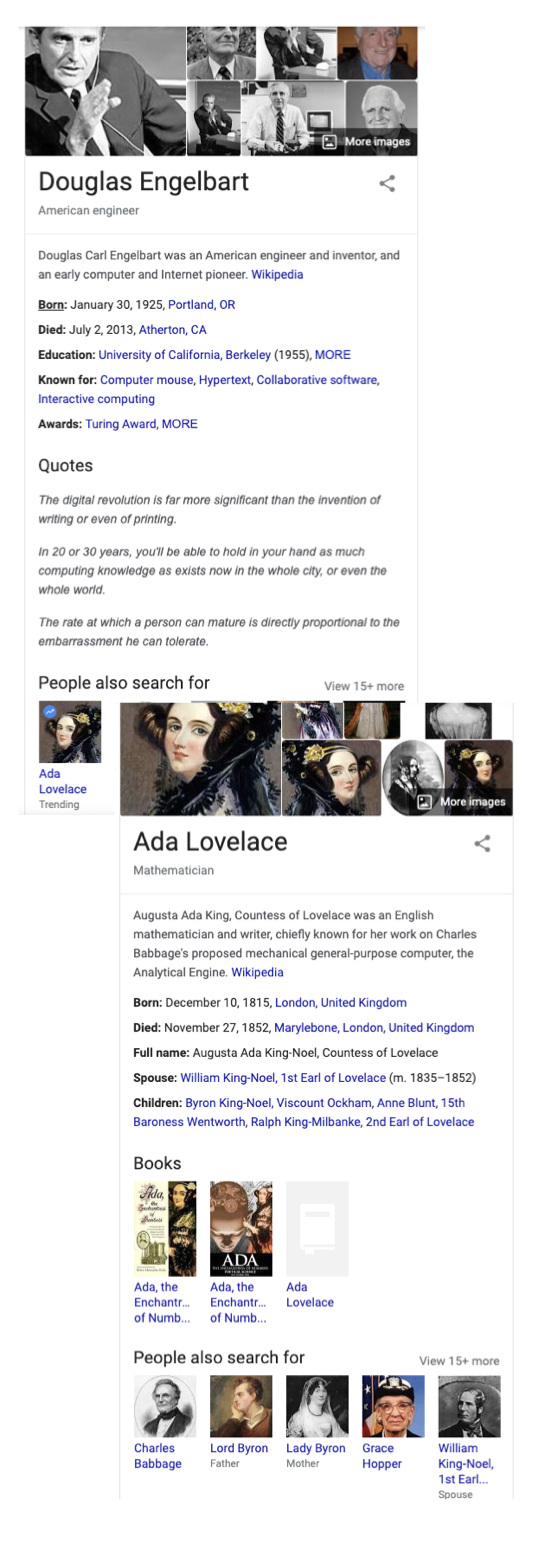 More images
Douglas Engelbart
American engineer
Douglas Carl Engelbart was an American engineer and inventor, and
an early computer and Internet pioneer. Wikipedia
Born: January 30, 1925, Portland, OR
Died: July 2, 2013, Atherton, CA
Education: University of California, Berkeley (1955), MORE
Known for: Computer mouse, Hypertext, Collaborative software,
Interactive computing
Awards: Turing Award, MORE
Quotes
The digital revolution is far more significant than the invention of
writing or even of printing.
In 20 or 30 years, you'll be able to hold in your hand as much
computing knowledge as exists now in the whole city, or even the
whole world.
The rate at which a person can mature is directly proportional to the
embarrassment he can tolerate.
People also search for
View 15+ more
Ada
Lovelace
Trending
More images
Ada Lovelace
Mathematician
Augusta Ada King, Countess of Lovelace was an English
mathematician and writer, chiefly known for her work on Charles
Babbage's proposed mechanical general-purpose computer, the
Analytical Engine. Wikipedia
Born: December 10, 1815, London, United Kingdom
Died: November 27, 1852, Marylebone, London, United Kingdom
Full name: Augusta Ada King-Noel, Countess of Lovelace
Spouse: William King-Noel, 1st Earl of Lovelace (m. 1835–1852)
Children: Byron King-Noel, Viscount Ockham, Anne Blunt, 15th
Baroness Wentworth, Ralph King-Milbanke, 2nd Earl of Lovelace
Books
Ada,
the
Enchantress
of Numbers
ADA
Ada, the
Enchantr...
of Numb...
Ada, the
Enchantr...
of Numb...
Ada
Lovelace
People also search for
View 15+ more
Charles
Babbage
Lord Byron
Father
Lady Byron
Mother
Grace
Hopper
William
King-Noel,
1st Earl...
Spouse